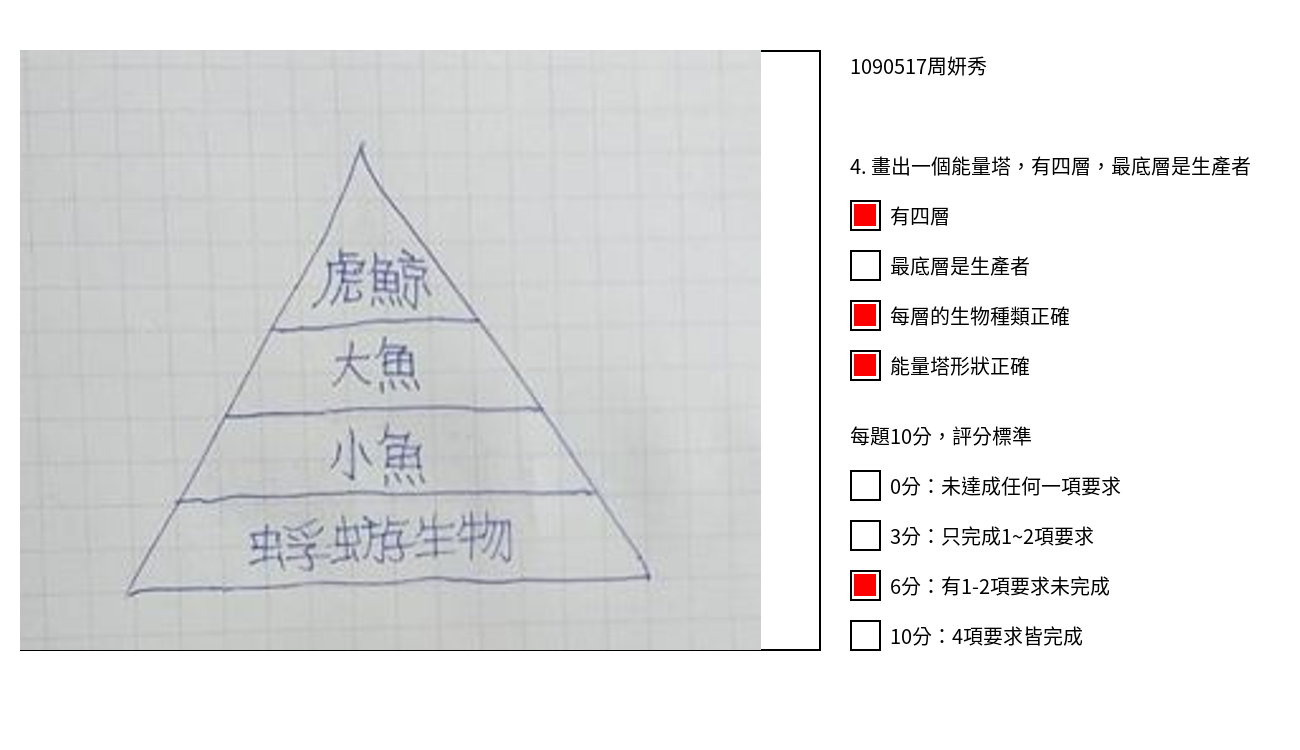 虎鯨
大魚
小魚
蜉蝣生物
1090517周妍秀
4. 畫出一個能量塔，有四層，最底層是生產者
有四層
最底層是生產者
每層的生物種類正確
能量塔形狀正確
每題10分，評分標準
0分：未達成任何一項要求
3分：只完成1~2項要求
6分：有1-2項要求未完成
10分：4項要求皆完成